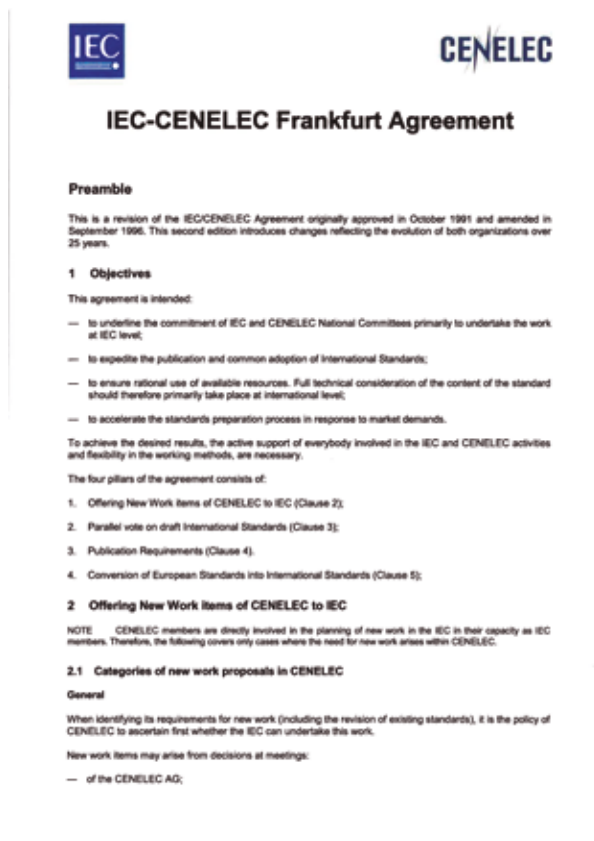 IEC
CENELEC
IEC-CENELEC Frankfurt Agreement
Preamble
This is a revision of the IEC/CENELEC Agreement originally approved in October 1991 and amended in
September 1996. This second edition introduces changes reflecting the evolution of both organizations over
25 years.
1 Objectives
This agreement is intended:
— to underline the commitment of IEC and CENELEC National Committees primarily to undertake the work
at IEC level;
— to expedite the publication and common adoption of International Standards;
— to ensure rational use of available resources. Full technical consideration of the content of the standard
should therefore primarily take place at international level;
— to accelerate the standards preparation process in response to market demands.
To achieve the desired results, the active support of everybody involved in the IEC and CENELEC activities
and flexibility in the working methods, are necessary.
The four pillars of the agreement consists of:
1. Offering New Work items of CENELEC to IEC (Clause 2);
2. Parallel vote on draft International Standards (Clause 3);
3. Publication Requirements (Clause 4).
4. Conversion of European Standards into International Standards (Clause 5);
2 Offering New Work items of CENELEC to IEC
NOTE CENELEC members are directly involved in the planning of new work in the IEC in their capacity as IEC
members. Therefore, the following covers only cases where the need for new work arises within CENELEC.
2.1 Categories of new work proposals in CENELEC
General
When identifying its requirements for new work (including the revision of existing standards), it is the policy of
CENELEC to ascertain first whether the IEC can undertake this work.
New work items may arise from decisions at meetings:
— of the CENELEC AG;